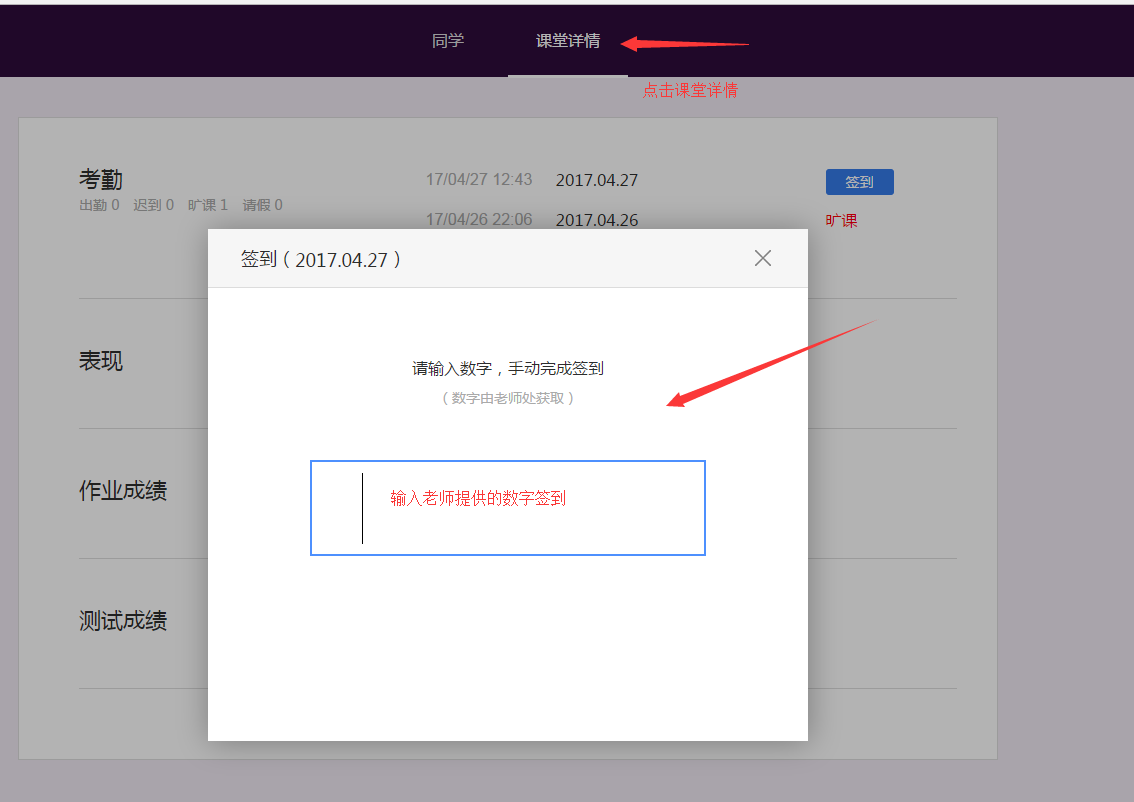 同学 课堂详情
点击课堂详情
考勤 17/04/27 12:43 2017.04.27 签到
出勤 0 迟到 0 旷课 1 请假 0
17/04/26 22:06 2017.04.26 旷课
签到（2017.04.27）
表现
请输入数字，手动完成签到
（数字由老师处获取）
作业成绩
输入老师提供的数字签到
测试成绩